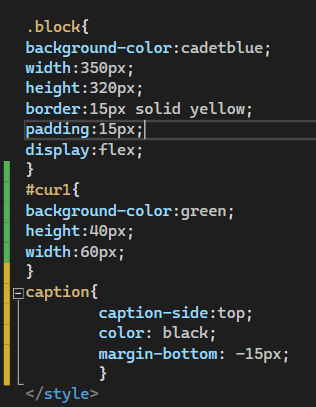 .block{
background-color:cadetblue;
width:350px;
height:320px;
border:15px solid yellow;
padding:15px;
display:flex;
}
#cur1{
background-color:green;
height:40px;
width:60px;
}
caption{
caption-side:top;
color: black;
margin-bottom: -15px;
}
</style>